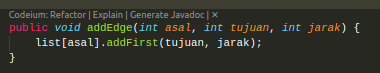 Codeium: Refactor | Explain | Generate Javadoc | ✕
public void addEdge(int asal, int tujuan, int jarak) {
    list[asal].addFirst(tujuan, jarak);
}